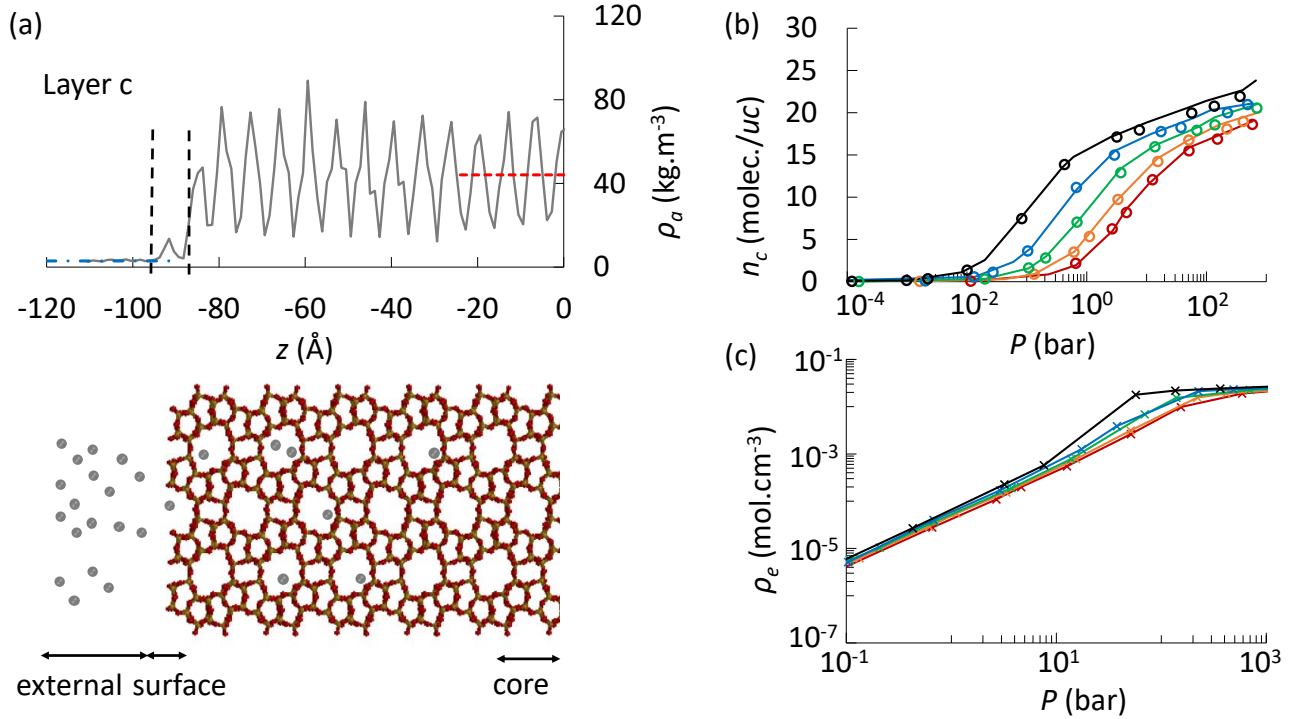 (a)
Layer c
120
80
40
0
ρa (kg.m-3)
-120
-100
-80
-60
-40
-20
0
z (Å)
external surface
core
(b)
30
25
20
15
10
5
0
nc (molec./uc)
10-4
10-2
100
102
P (bar)
(c)
10-1
10-3
10-5
10-7
ρe (mol.cm-3)
10-1
101
103
P (bar)